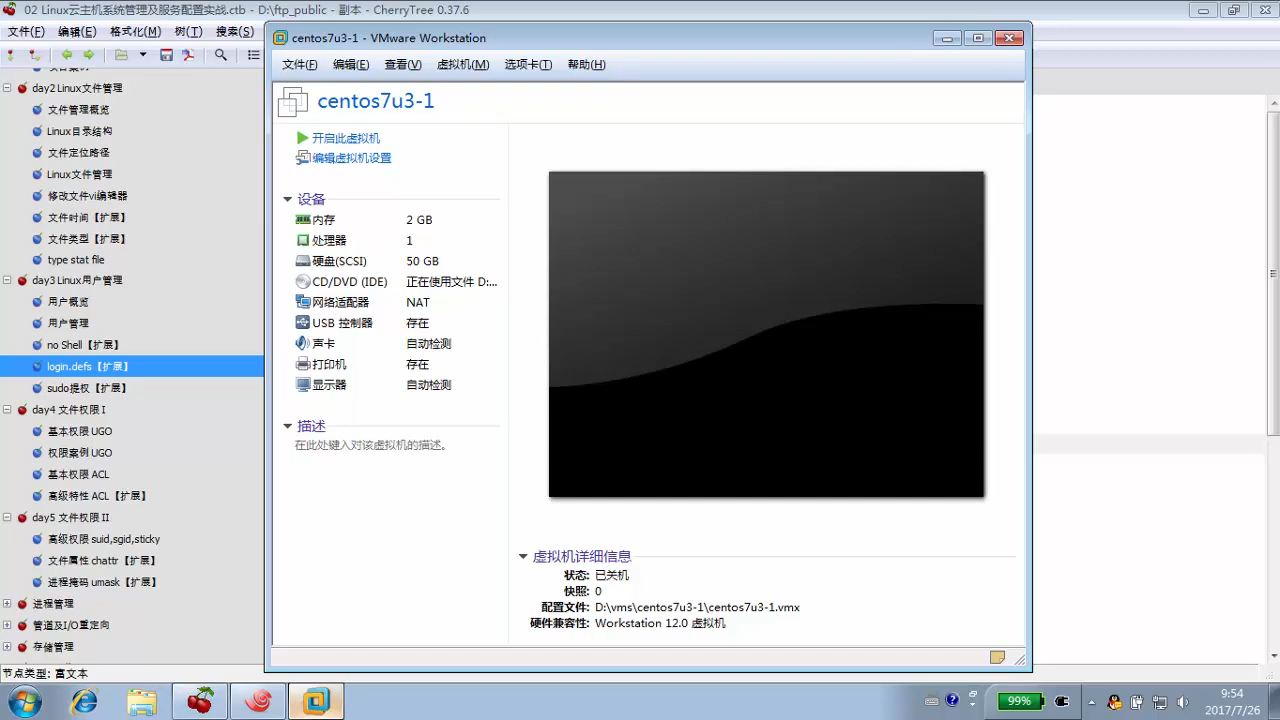 02 Linux云主机系统管理及服务配置实战.ctb - D:\ftp_public - 副本 - CherryTree 0.37.6
文件(F) 编辑(E) 格式化(M) 树(T) 搜索(S)
day2 Linux文件管理
文件管理概览
Linux目录结构
文件定位路径
Linux文件管理
修改文件vi编辑器
文件时间【扩展】
文件类型【扩展】
type stat file
day3 Linux用户管理
用户概览
用户管理
no Shell【扩展】
login.defs【扩展】
sudo提权【扩展】
day4 文件权限 I
基本权限 UGO
权限案例 UGO
基本权限 ACL
高级特性 ACL【扩展】
day5 文件权限 II
高级权限 suid,sgid,sticky
文件属性 chattr【扩展】
进程掩码 umask【扩展】
进程管理
管道及I/O重定向
存储管理
节点类型: 富文本
centos7u3-1 - VMware Workstation
文件(F) 编辑(E) 查看(V) 虚拟机(M) 选项卡(T) 帮助(H)
centos7u3-1
开启此虚拟机
编辑虚拟机设置
设备
内存 2 GB
处理器 1
硬盘(SCSI) 50 GB
CD/DVD (IDE) 正在使用文件 D:...
网络适配器 NAT
USB 控制器 存在
声卡 自动检测
打印机 存在
显示器 自动检测
描述
在此处键入对该虚拟机的描述。
虚拟机详细信息
状态: 已关机
快照: 0
配置文件: D:\vms\centos7u3-1\centos7u3-1.vmx
硬件兼容性: Workstation 12.0 虚拟机
99%
9:54
2017/7/26